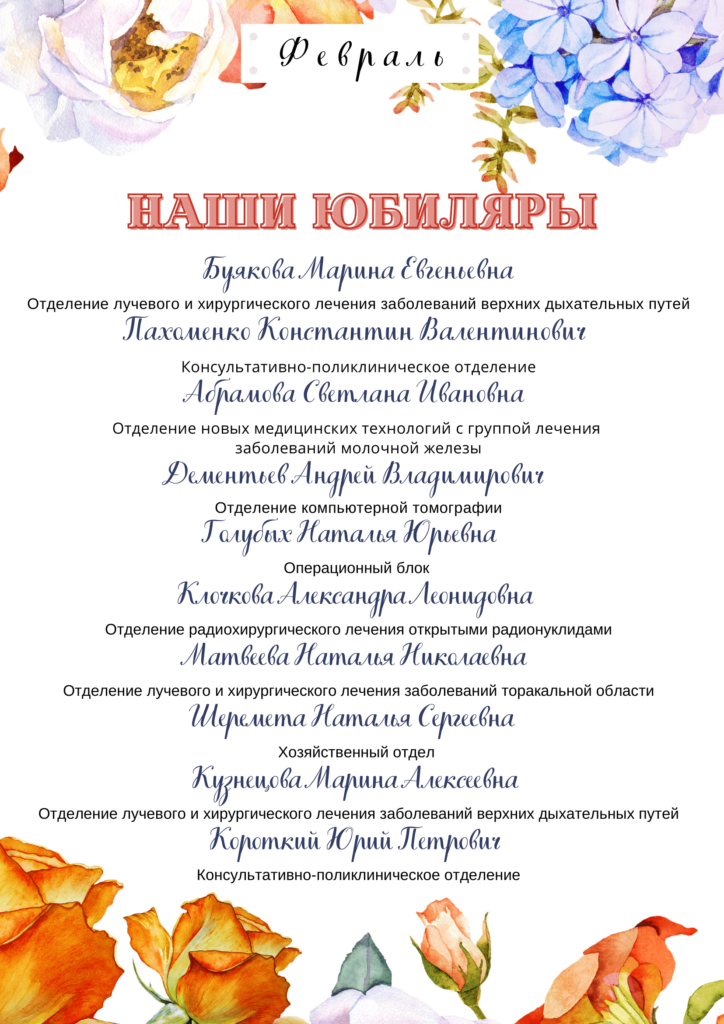 Февраль
НАШИ ЮБИЛЯРЫ
Буякова Марина Евгеньевна
Отделение лучевого и хирургического лечения заболеваний верхних дыхательных путей
Пахоменко Константин Валентинович
Консультативно-поликлиническое отделение
Абрамова Светлана Ивановна
Отделение новых медицинских технологий с группой лечения
заболеваний молочной железы
Дементьев Андрей Владимирович
Отделение компьютерной томографии
Голубых Наталья Юрьевна
Операционный блок
Клочкова Александра Леонидовна
Отделение радиохирургического лечения открытыми радионуклидами
Матвеева Наталья Николаевна
Отделение лучевого и хирургического лечения заболеваний торакальной области
Шеремета Наталья Сергеевна
Хозяйственный отдел
Кузнецова Марина Алексеевна
Отделение лучевого и хирургического лечения заболеваний верхних дыхательных путей
Короткий Юрий Петрович
Консультативно-поликлиническое отделение